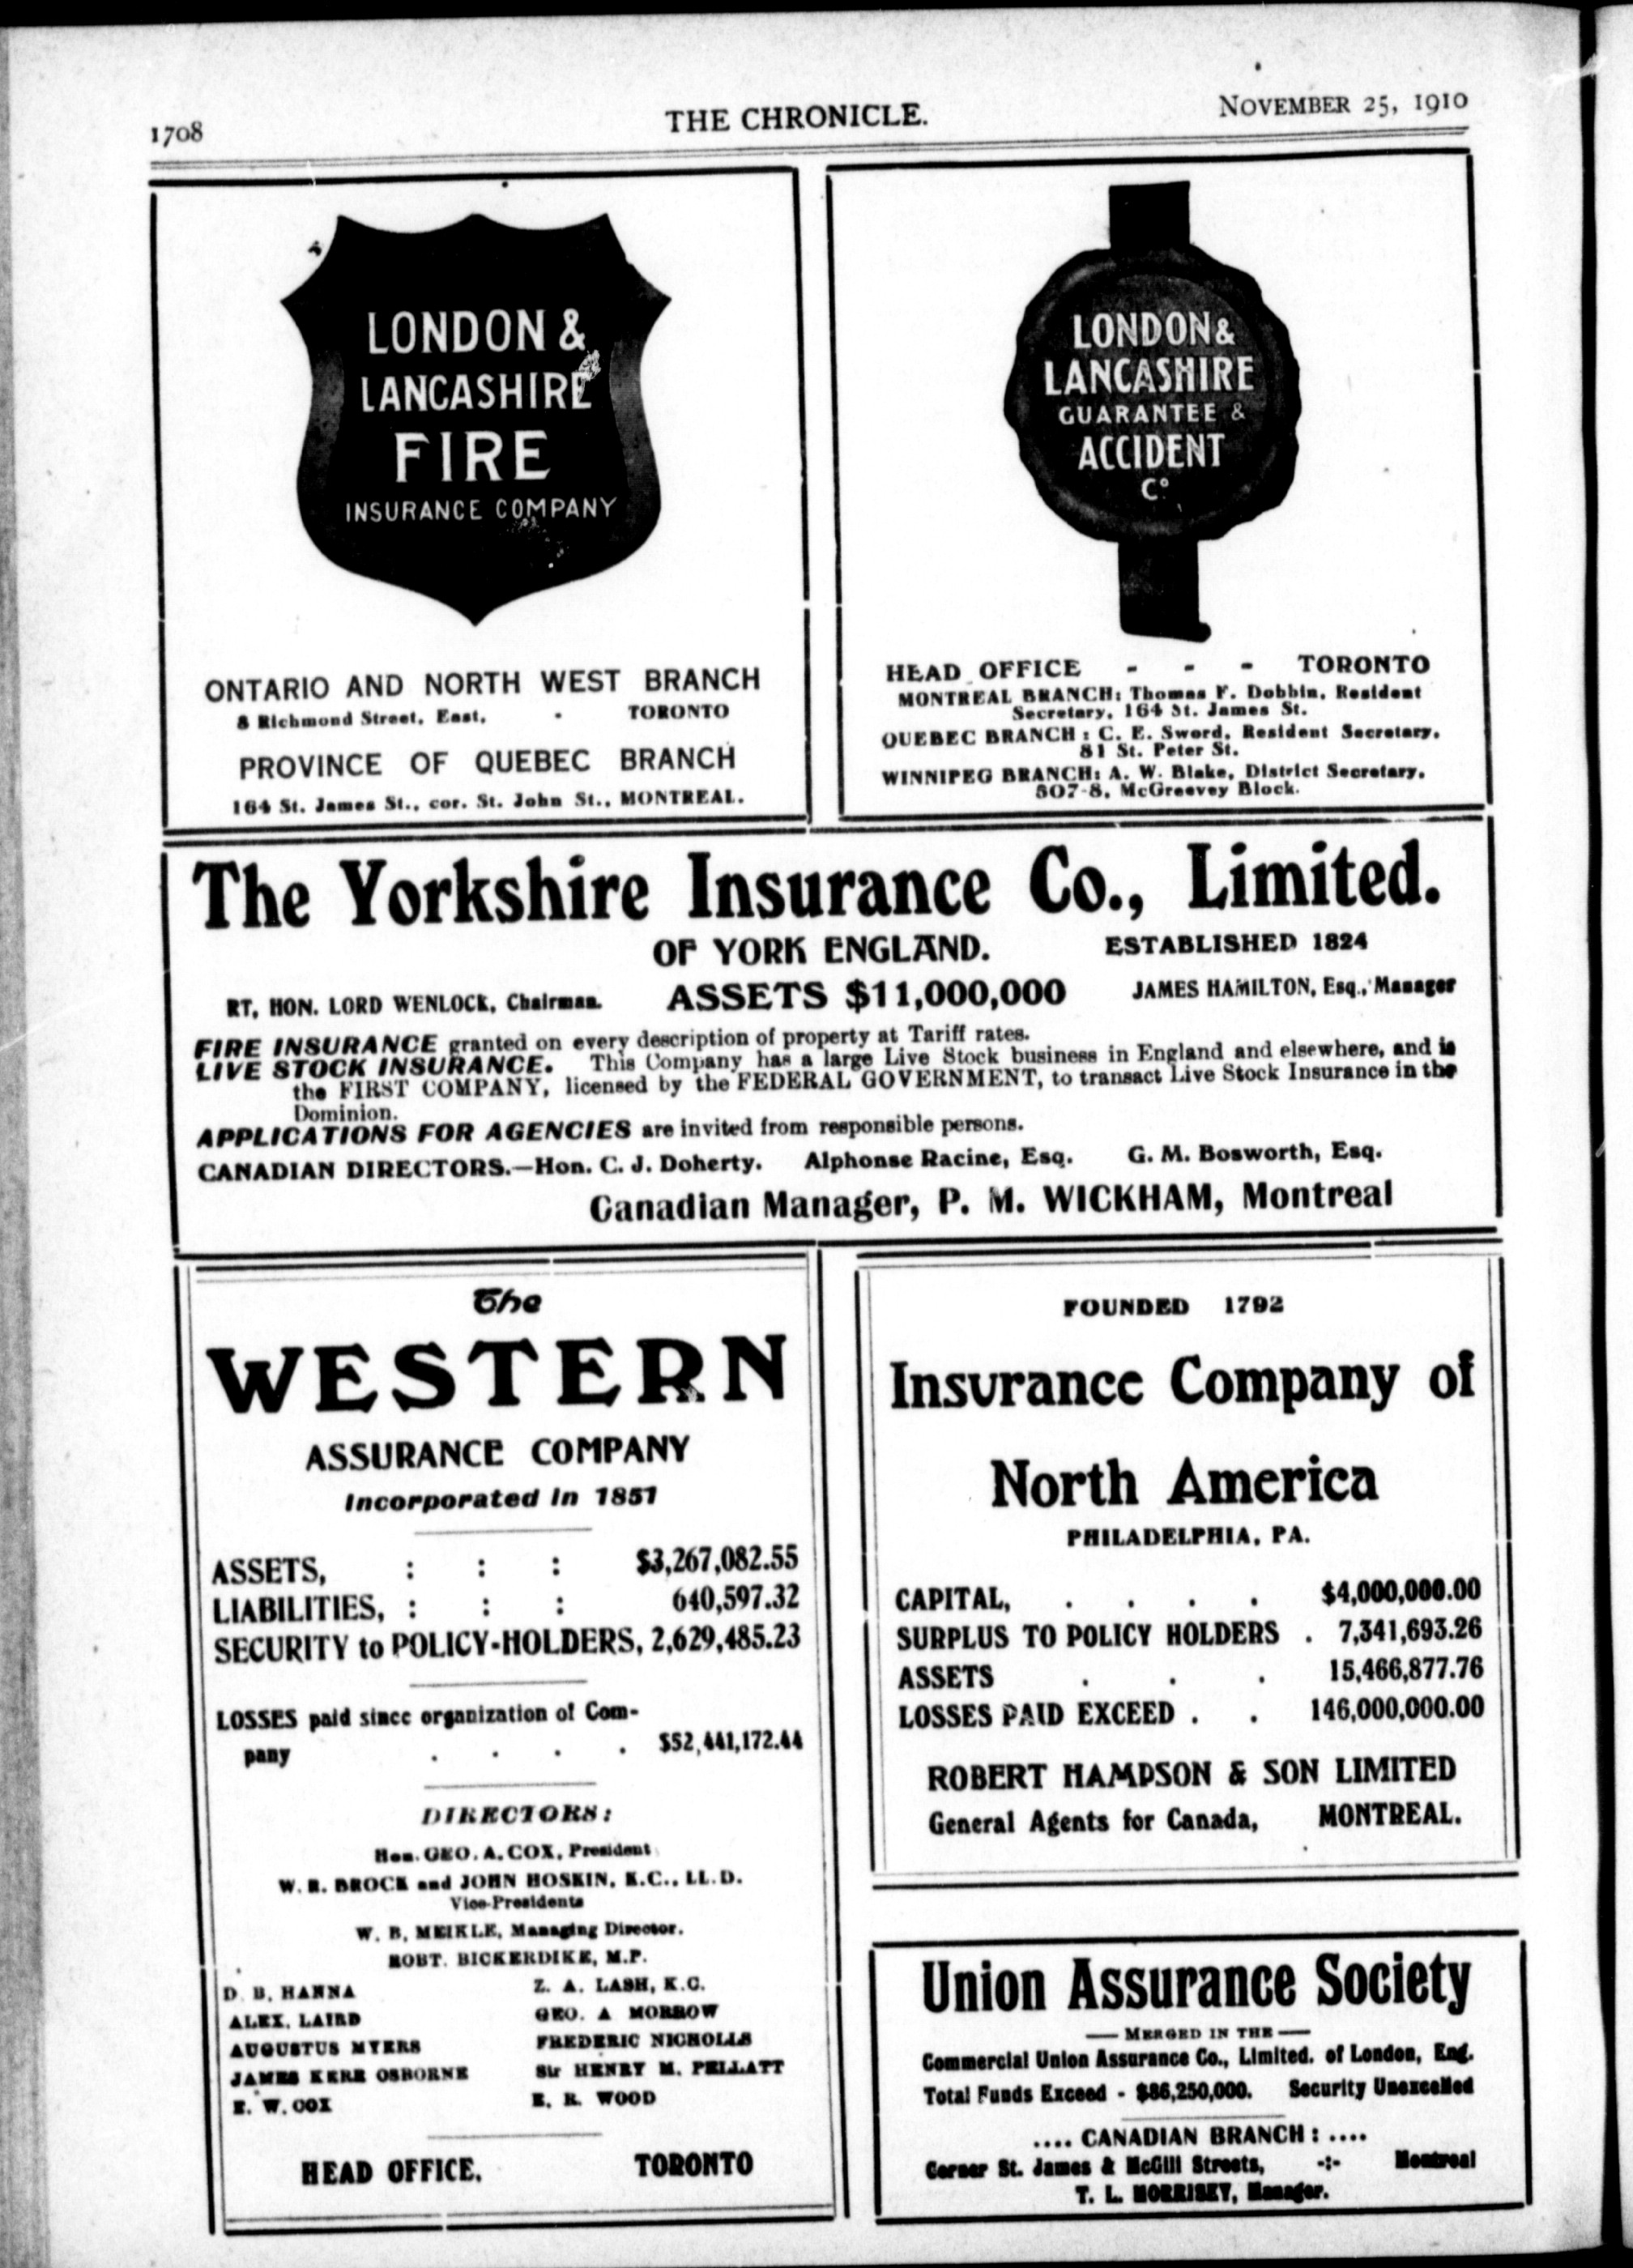 1708
THE CHRONICLE.
NOVEMBER 25, 1910
LONDON &
LANCASHIRE
FIRE
INSURANCE COMPANY
ONTARIO AND NORTH WEST BRANCH
8 Richmond Street, East, - TORONTO
PROVINCE OF QUEBEC BRANCH
164 St. James St., cor. St. John St., MONTREAL.
LONDON &
LANCASHIRE
GUARANTEE &
ACCIDENT
Co
HEAD OFFICE - - - TORONTO
MONTREAL BRANCH: Thomas F. Dobbin, Resident
Secretary, 164 St. James St.
QUEBEC BRANCH : C. E. Sword, Resident Secretary,
81 St. Peter St.
WINNIPEG BRANCH: A. W. Blake, District Secretary,
507-8, McGreevey Block.
The Yorkshire Insurance Co., Limited.
OF YORK ENGLAND. ESTABLISHED 1824
RT. HON. LORD WENLOCK, Chairman. ASSETS $11,000,000 JAMES HAMILTON, Esq., Manager
FIRE INSURANCE granted on every description of property at Tariff rates.
LIVE STOCK INSURANCE. This Company has a large Live Stock business in England and elsewhere, and is
the FIRST COMPANY, licensed by the FEDERAL GOVERNMENT, to transact Live Stock Insurance in the
Dominion.
APPLICATIONS FOR AGENCIES are invited from responsible persons.
CANADIAN DIRECTORS.—Hon. C. J. Doherty. Alphonse Racine, Esq. G. M. Bosworth, Esq.
Canadian Manager, P. M. WICKHAM, Montreal
The
WESTERN
ASSURANCE COMPANY
Incorporated in 1851
ASSETS, : : : $3,267,082.55
LIABILITIES, : : : 640,597.32
SECURITY to POLICY-HOLDERS, 2,629,485.23
LOSSES paid since organization of Com-
pany . . . . $52,441,172.44
DIRECTORS:
Hon. GEO. A. COX, President
W. R. BROCK and JOHN HOSKIN, K.C., LL.D.
Vice-Presidents
W. B. MEIKLE, Managing Director.
ROBT. BICKERDIKE, M.P.
D. B. HANNA Z. A. LASH, K.C.
ALEX. LAIRD GEO. A MORROW
AUGUSTUS MYERS FREDERIC NICHOLLS
JAMES KERR OSBORNE Sir HENRY M. PELLATT
E. W. COX E. R. WOOD
HEAD OFFICE, TORONTO
FOUNDED 1792
Insurance Company of
North America
PHILADELPHIA, PA.
CAPITAL, . . . . $4,000,000.00
SURPLUS TO POLICY HOLDERS . 7,341,693.26
ASSETS . . . 15,466,877.76
LOSSES PAID EXCEED . . 146,000,000.00
ROBERT HAMPSON & SON LIMITED
General Agents for Canada, MONTREAL.
Union Assurance Society
— MERGED IN THE —
Commercial Union Assurance Co., Limited. of London, Eng.
Total Funds Exceed - $86,250,000. Security Unexcelled
.... CANADIAN BRANCH : ....
Corner St. James & McGill Streets, -:- Montreal
T. L. MORRISEY, Manager.